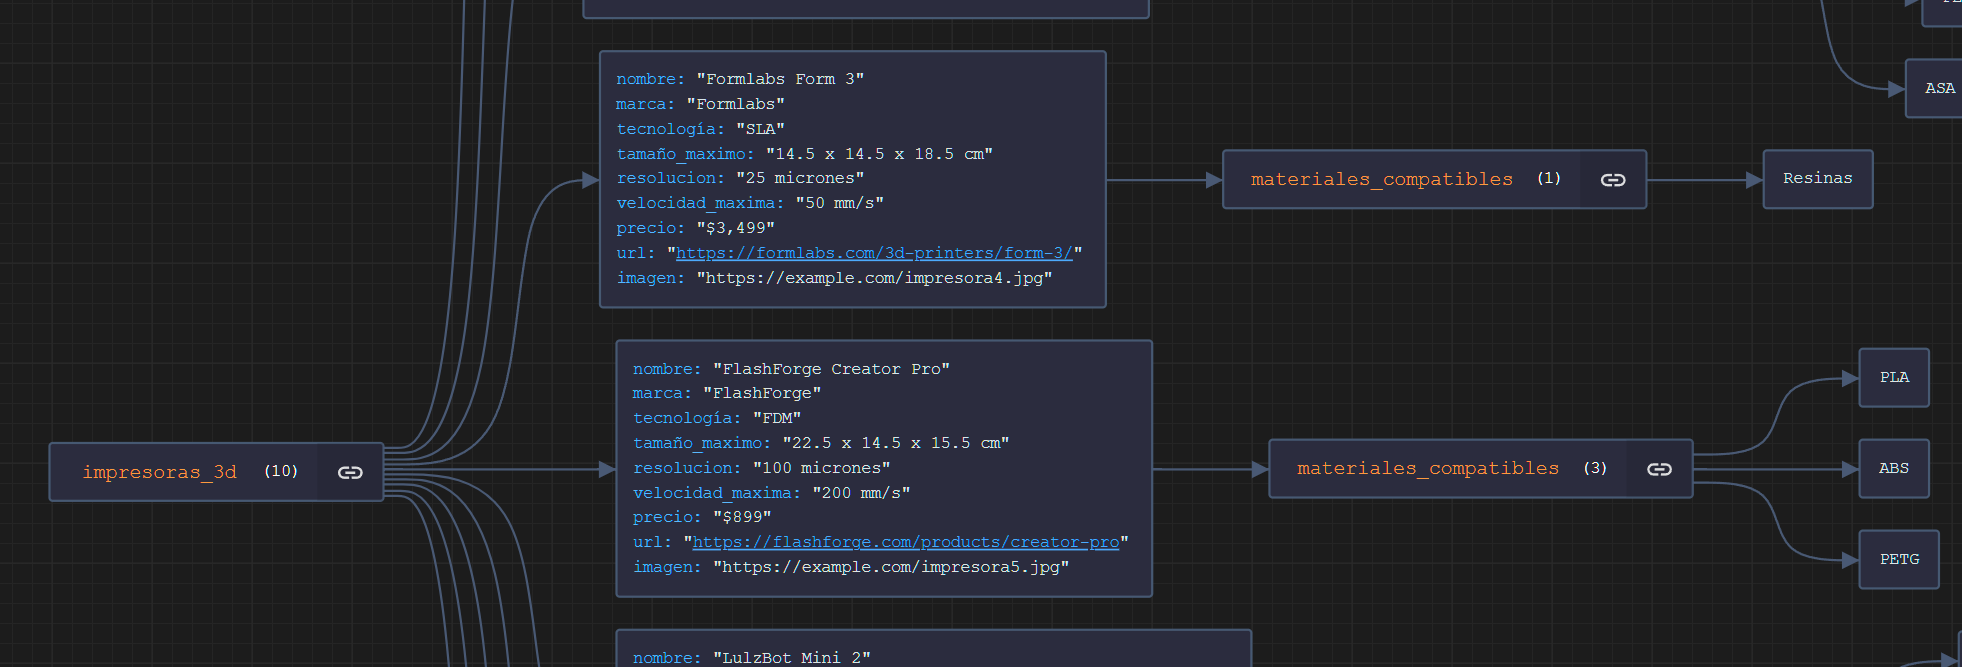 nombre: "Formlabs Form 3"
marca: "Formlabs"
tecnología: "SLA"
tamaño_maximo: "14.5 x 14.5 x 18.5 cm"
resolucion: "25 micrones"
velocidad_maxima: "50 mm/s"
precio: "$3,499"
url: "https://formlabs.com/3d-printers/form-3/"
imagen: "https://example.com/impresora4.jpg"
materiales_compatibles (1)
Resinas
ASA
impresoras_3d (10)
nombre: "FlashForge Creator Pro"
marca: "FlashForge"
tecnología: "FDM"
tamaño_maximo: "22.5 x 14.5 x 15.5 cm"
resolucion: "100 micrones"
velocidad_maxima: "200 mm/s"
precio: "$899"
url: "https://flashforge.com/products/creator-pro"
imagen: "https://example.com/impresora5.jpg"
materiales_compatibles (3)
PLA
ABS
PETG
nombre: "LulzBot Mini 2"